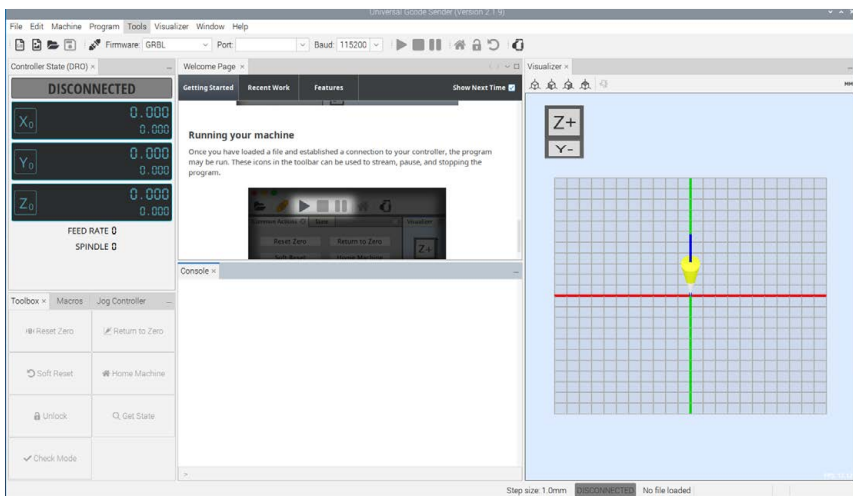 Universal Gcode Sender (Version 2.1.9)
File Edit Machine Program Tools Visualizer Window Help
Firmware: GRBL Port: Baud: 115200
Controller State (DRO)
DISCONNECTED
X0 0.000
0.000
Y0 0.000
0.000
Z0 0.000
0.000
FEED RATE 0
SPINDLE 0
Toolbox Macros Jog Controller
Reset Zero Return to Zero
Soft Reset Home Machine
Unlock Get State
Check Mode
Welcome Page
Getting Started Recent Work Features Show Next Time
Running your machine
Once you have loaded a file and established a connection to your controller, the program
may be run. These icons in the toolbar can be used to stream, pause, and stopping the
program.
Reset Zero Return to Zero
Soft Reset Home Machine
Visualizer
Z+
Console
>
Visualizer
MM
Z+
Y-
Step size: 1.0mm DISCONNECTED No file loaded